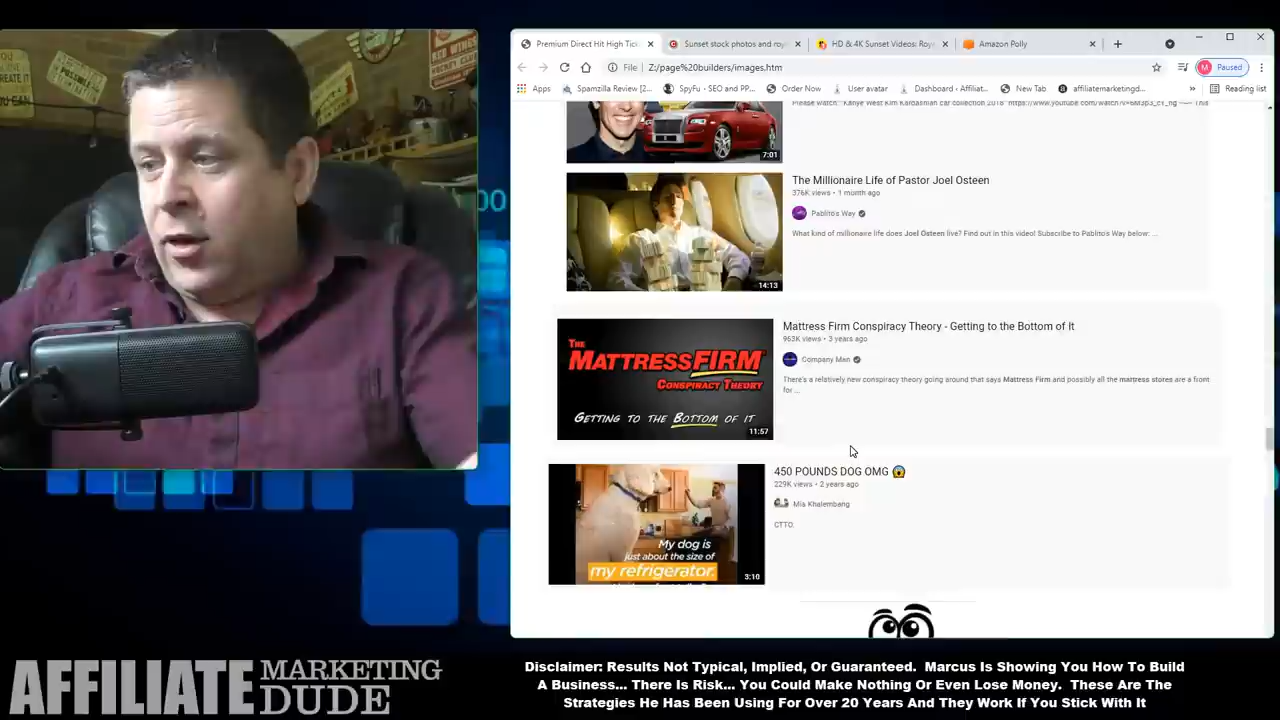 CREATE IT
YOU CAN
POSSIBLE
RED WINGS
00
Premium Direct Hit High Tick
Sunset stock photos and roy
HD & 4K Sunset Videos: Roy
Amazon Polly
File
Z:/page%20builders/images.htm
Paused
Apps
Spamzilla Review [2...
SpyFu - SEO and PP...
Order Now
User avatar
Dashboard ‹ Affiliat...
New Tab
affiliatemarketingd...
»
Reading list
7:01
The Millionaire Life of Pastor Joel Osteen
376K views • 1 month ago
Pablito's Way
What kind of millionaire life does Joel Osteen live? Find out in this video! Subscribe to Pablito's Way below: ...
14:13
THE
MATTRESSFIRM
CONSPIRACY THEORY
GETTING TO THE BOTTOM OF IT
11:57
Mattress Firm Conspiracy Theory - Getting to the Bottom of It
963K views • 3 years ago
Company Man
There's a relatively new conspiracy theory going around that says Mattress Firm and possibly all the mattress stores are a front
for ...
My dog is
just about the size of
my refrigerator.
3:10
450 POUNDS DOG OMG 😱
229K views • 2 years ago
Mia Khalembang
CTTO.
AFFILIATE MARKETING
DUDE
Disclaimer: Results Not Typical, Implied, Or Guaranteed. Marcus Is Showing You How To Build
A Business... There Is Risk... You Could Make Nothing Or Even Lose Money. These Are The
Strategies He Has Been Using For Over 20 Years And They Work If You Stick With It